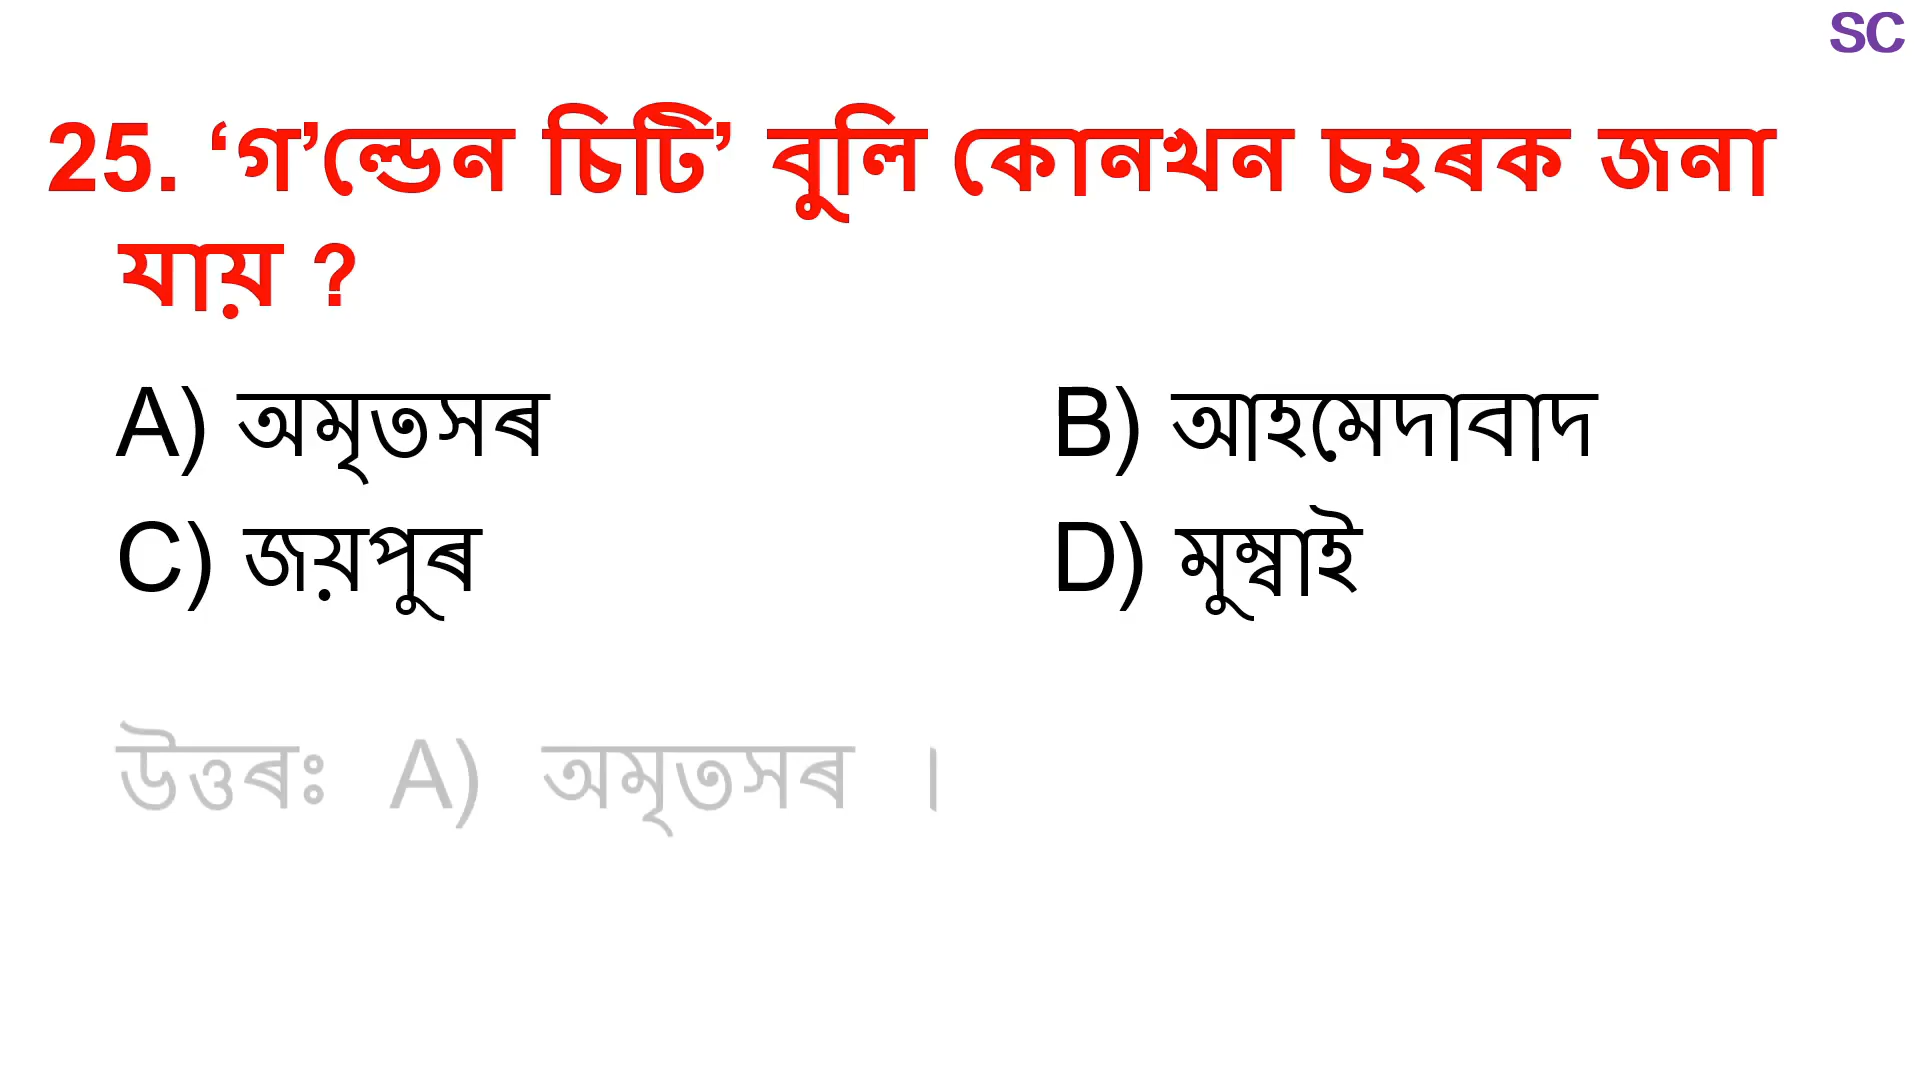 SC
25. ‘গ’ল্ডেন চিটি’ বুলি কোনখন চহৰক জনা
যায় ?
A) অমৃতসৰ B) আহমেদাবাদ
C) জয়পুৰ D) মুম্বাই
উত্তৰঃ A) অমৃতসৰ ।